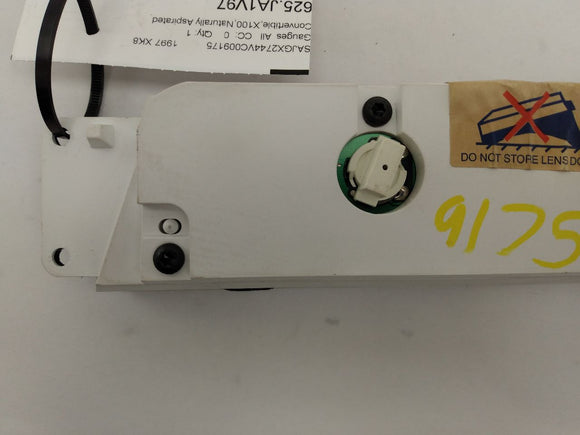 SAJGX2744VC009175 1997 XK8
Gauges All CC: 0 Qty 1
Convertible,X100,Naturally Aspirated
625.JA1V97
DO NOT STORE LENS DO
9175